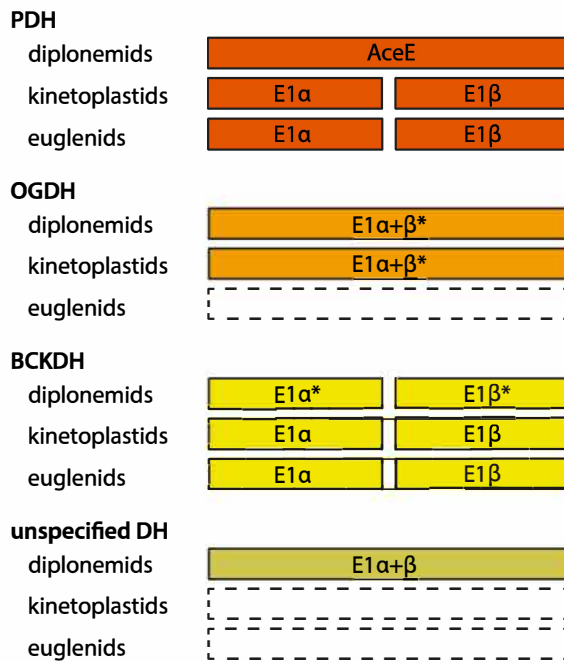 PDH
diplonemids AceE
kinetoplastids E1α E1β
euglenids E1α E1β
OGDH
diplonemids E1α+β*
kinetoplastids E1α+β*
euglenids
BCKDH
diplonemids E1α* E1β*
kinetoplastids E1α E1β
euglenids E1α E1β
unspecified DH
diplonemids E1α+β
kinetoplastids
euglenids